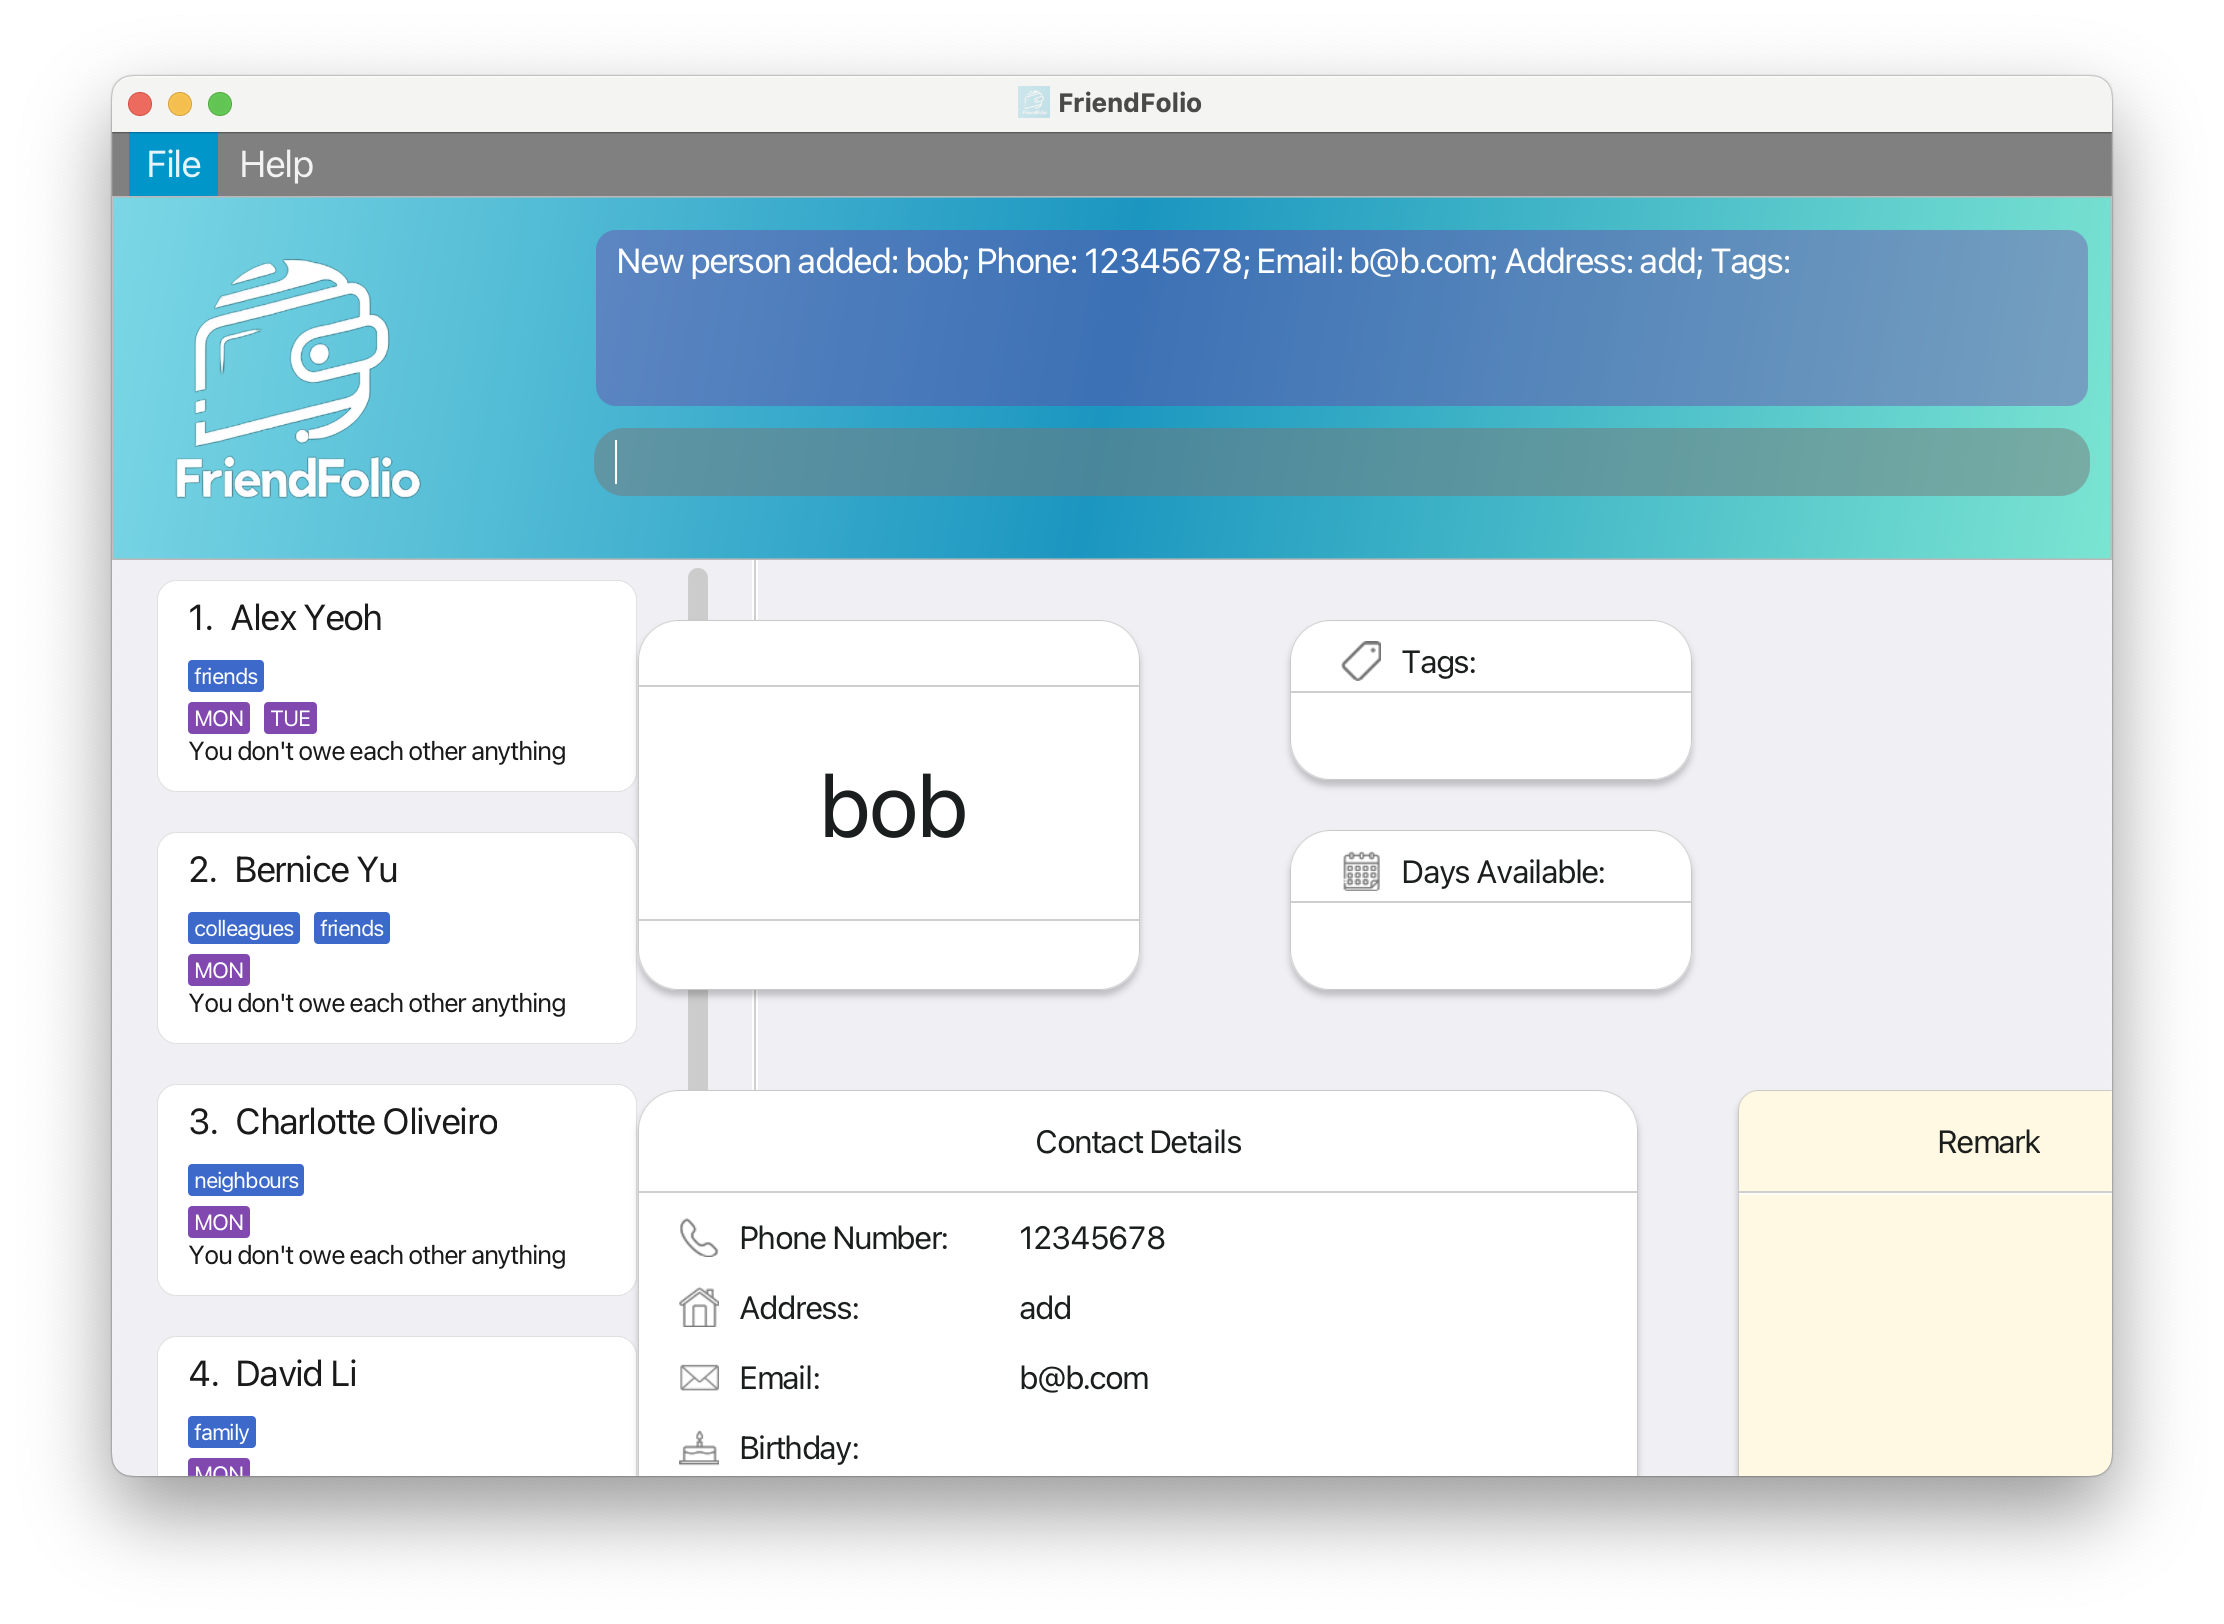 FriendFolio
File Help
New person added: bob; Phone: 12345678; Email: b@b.com; Address: add; Tags:
FriendFolio
1. Alex Yeoh
friends
MON TUE
You don't owe each other anything
2. Bernice Yu
colleagues friends
MON
You don't owe each other anything
3. Charlotte Oliveiro
neighbours
MON
You don't owe each other anything
4. David Li
family
MON
bob
Tags:
Days Available:
Contact Details
Phone Number: 12345678
Address: add
Email: b@b.com
Birthday:
Remark